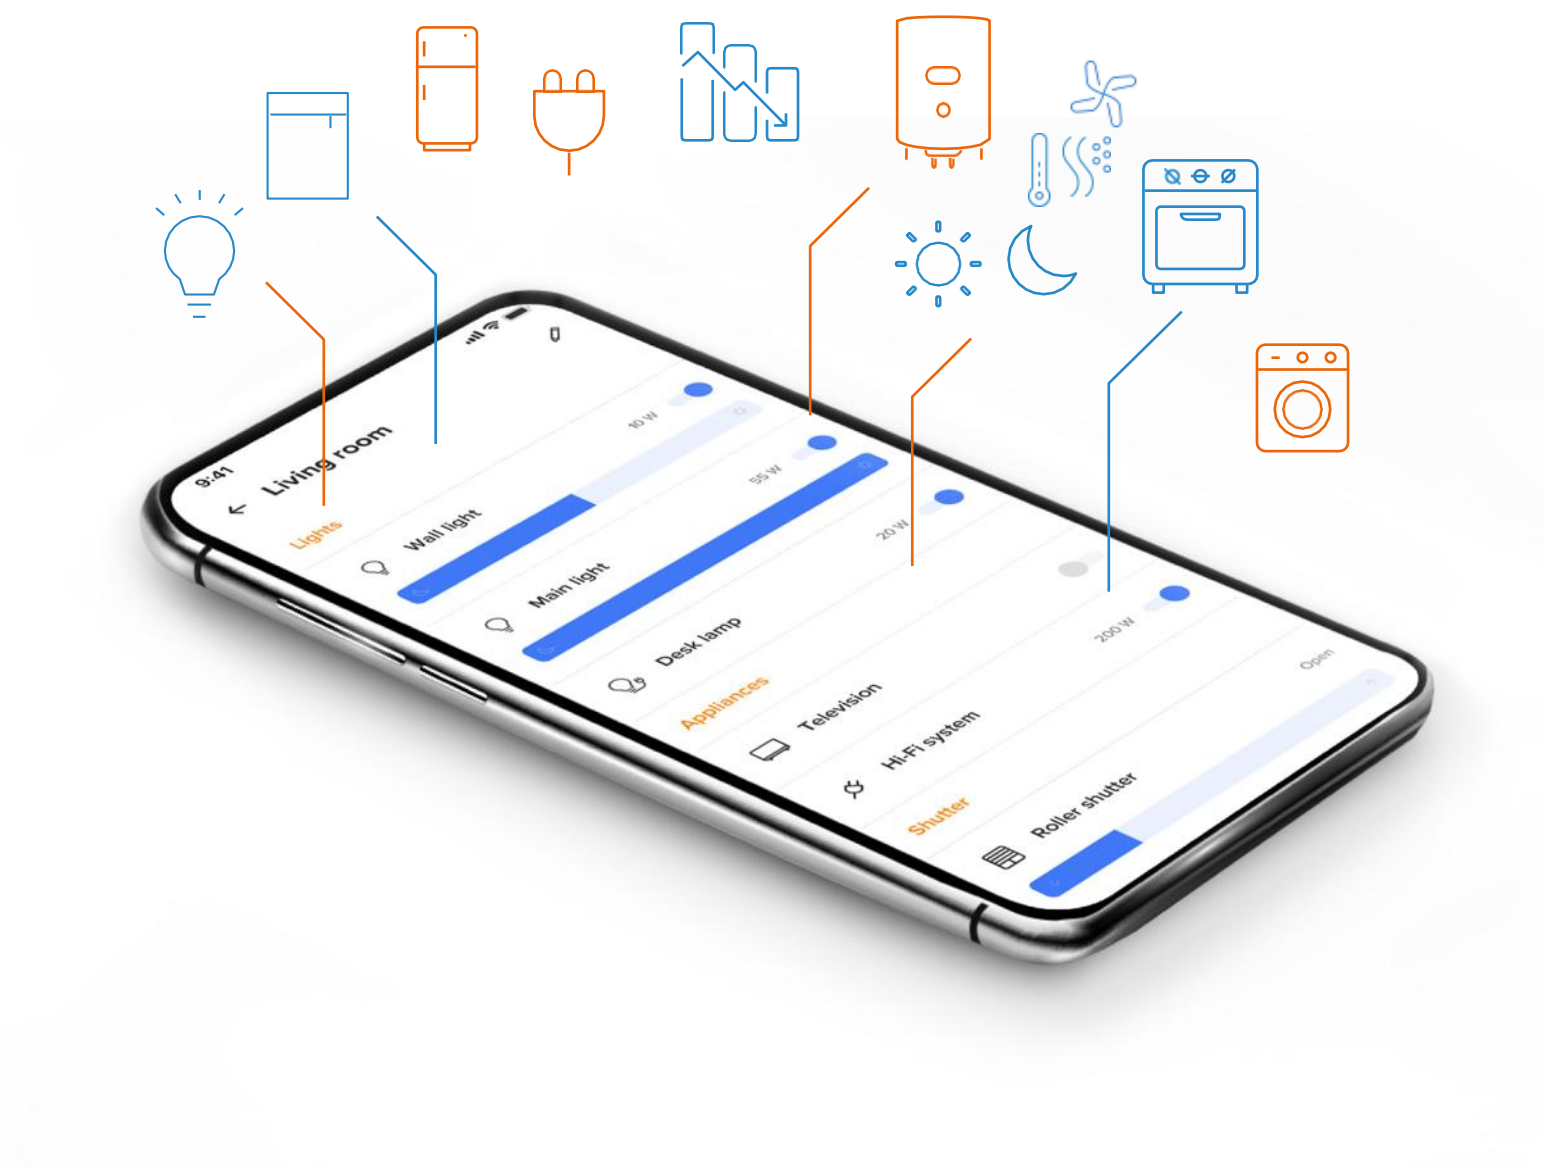 9:41
Living room
Lights
Wall light
10 W
Main light
55 W
Desk lamp
20 W
Appliances
Television
Hi-Fi system
200 W
Shutter
Roller shutter
Open